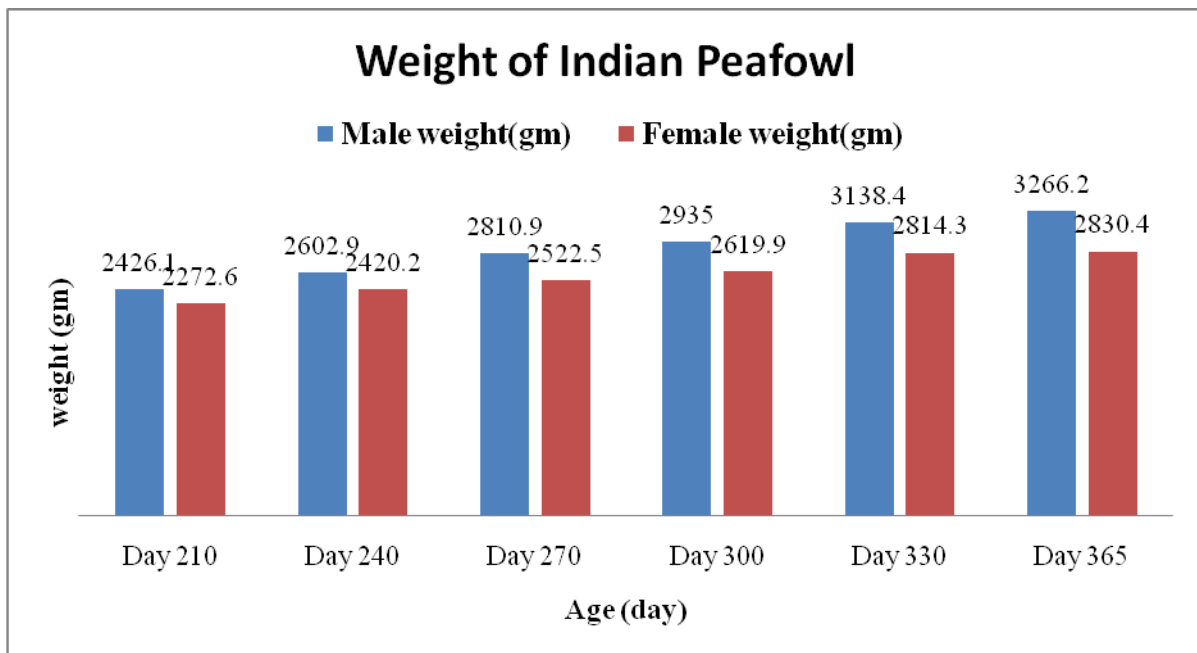 Weight of Indian Peafowl
Male weight(gm) Female weight(gm)
3266.2
3138.4
2935
2810.9 2814.3 2830.4
2602.9 2619.9
2426.1 2420.2 2522.5
2272.6
weight (gm)
Day 210 Day 240 Day 270 Day 300 Day 330 Day 365
Age (day)